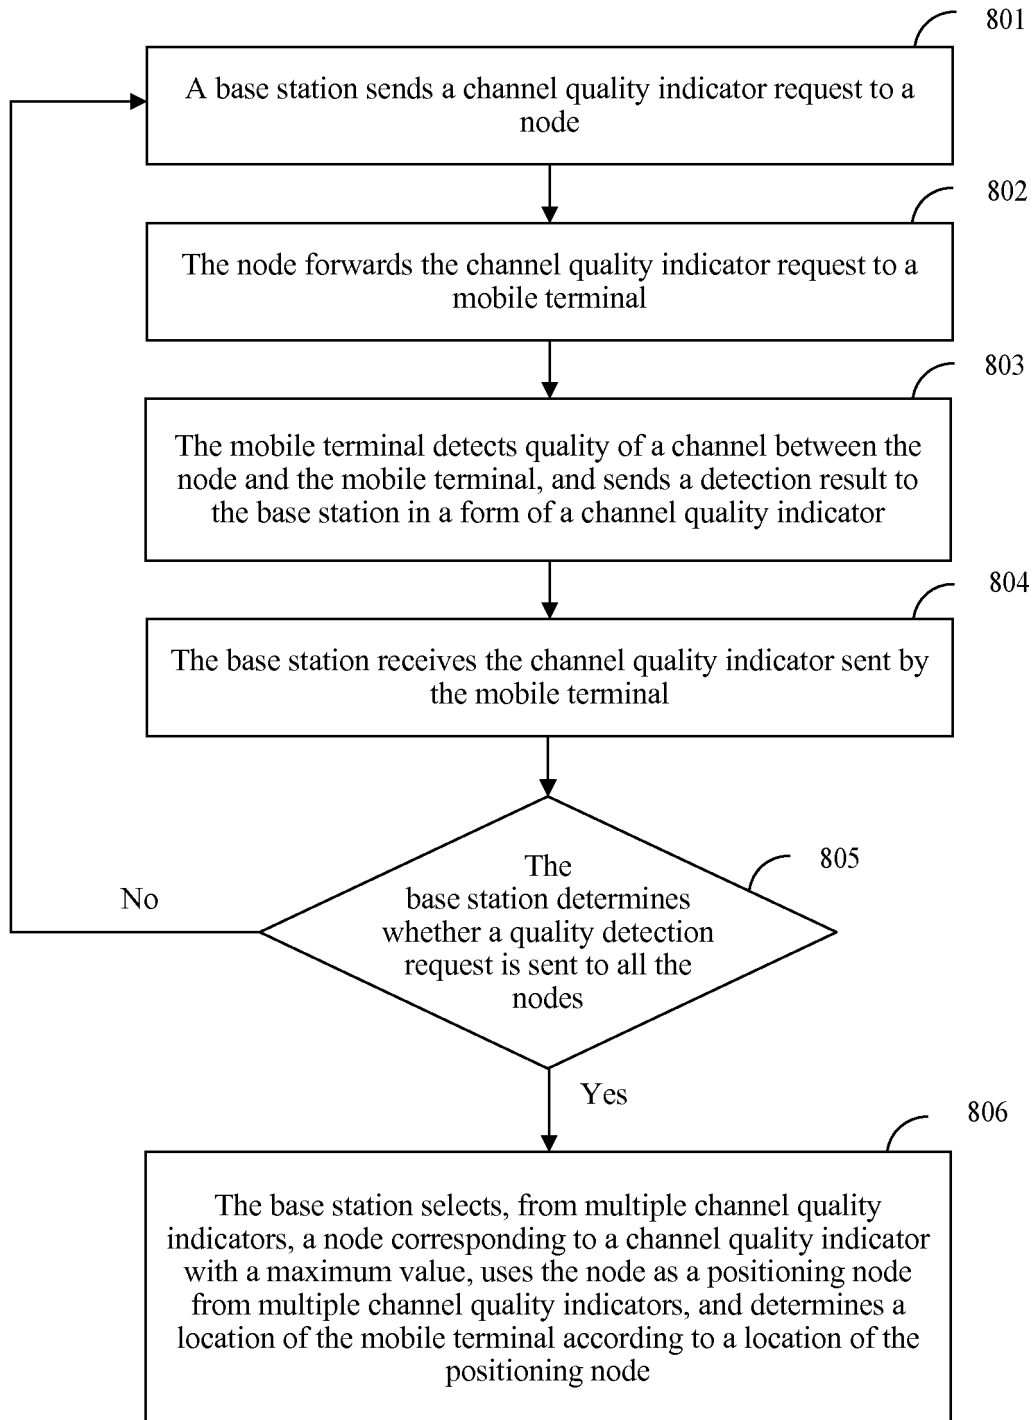 801
A base station sends a channel quality indicator request to a
node
802
The node forwards the channel quality indicator request to a
mobile terminal
803
The mobile terminal detects quality of a channel between the
node and the mobile terminal, and sends a detection result to
the base station in a form of a channel quality indicator
804
The base station receives the channel quality indicator sent by
the mobile terminal
805
The
base station determines
whether a quality detection
request is sent to all the
nodes
No
Yes
806
The base station selects, from multiple channel quality
indicators, a node corresponding to a channel quality indicator
with a maximum value, uses the node as a positioning node
from multiple channel quality indicators, and determines a
location of the mobile terminal according to a location of the
positioning node